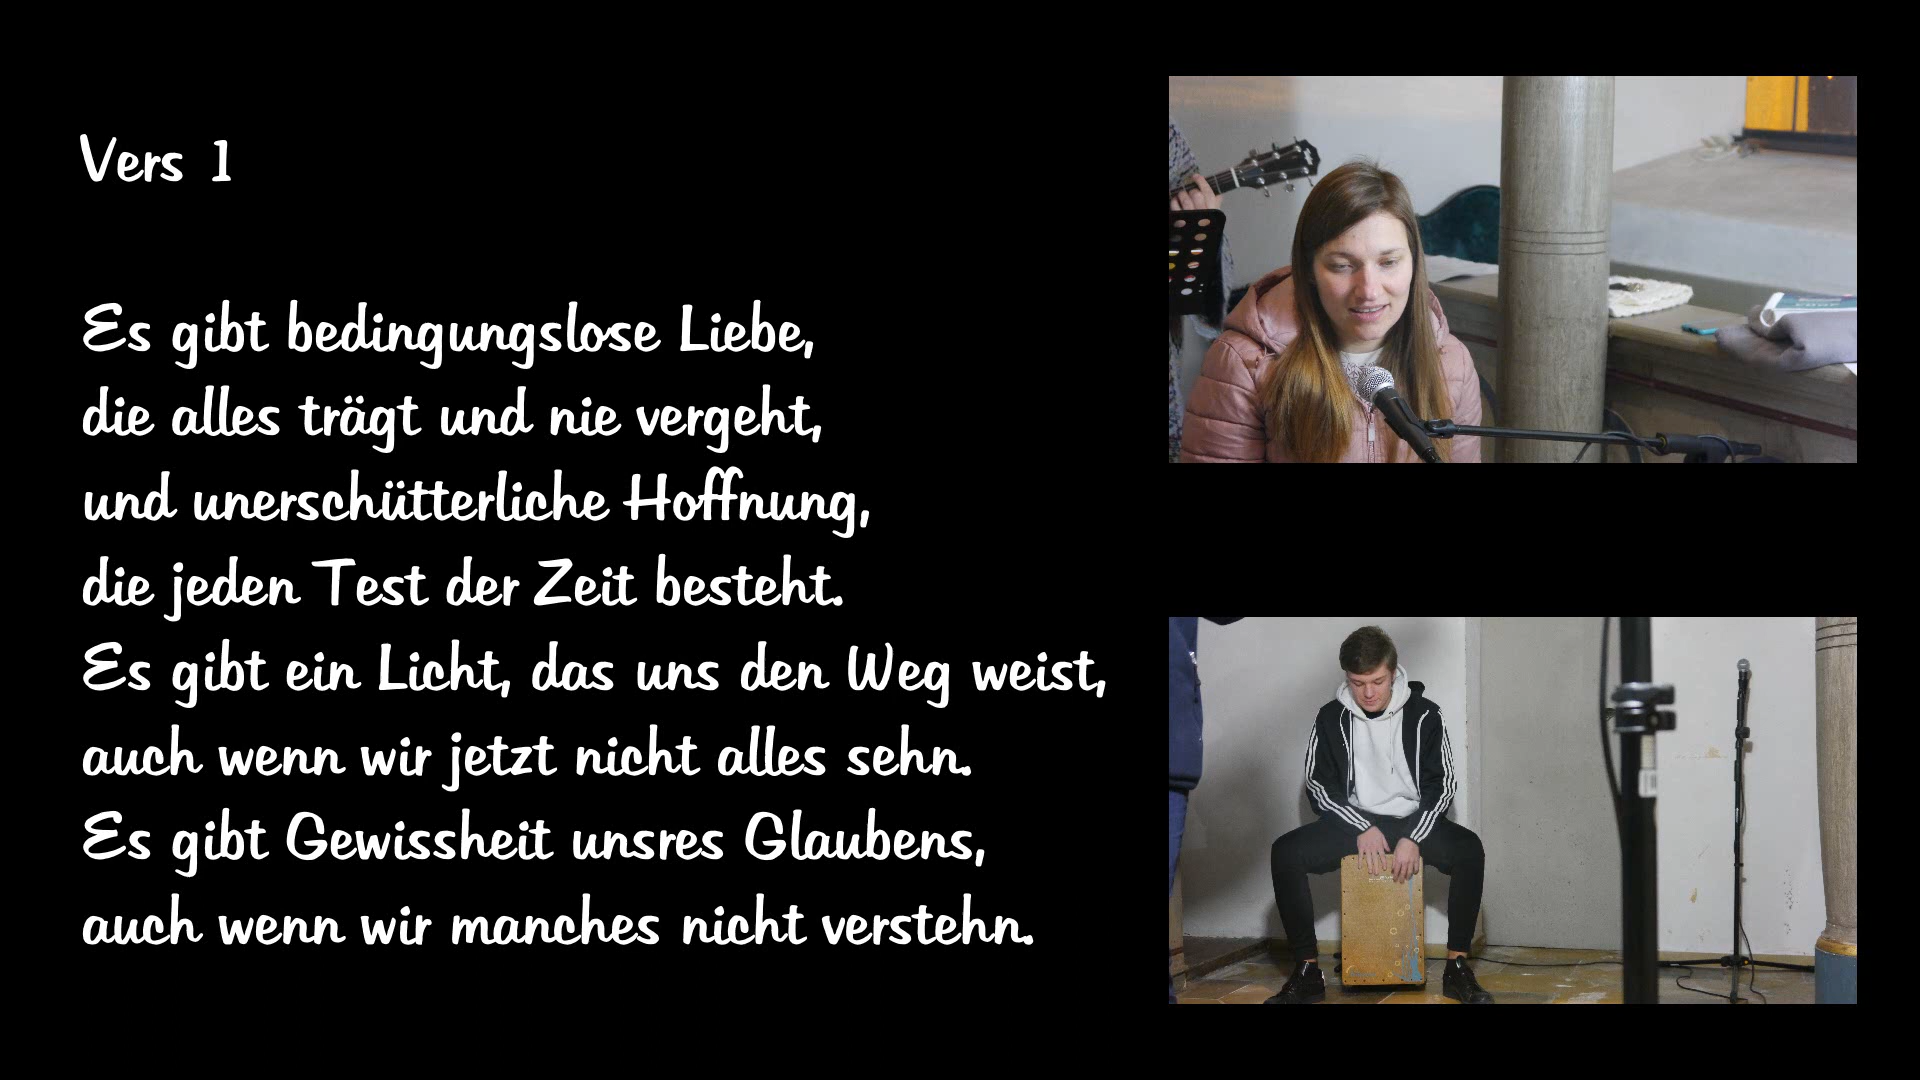 Vers 1
Es gibt bedingungslose Liebe,
die alles trägt und nie vergeht,
und unerschütterliche Hoffnung,
die jeden Test der Zeit besteht.
Es gibt ein Licht, das uns den Weg weist,
auch wenn wir jetzt nicht alles sehn.
Es gibt Gewissheit unsres Glaubens,
auch wenn wir manches nicht verstehn.